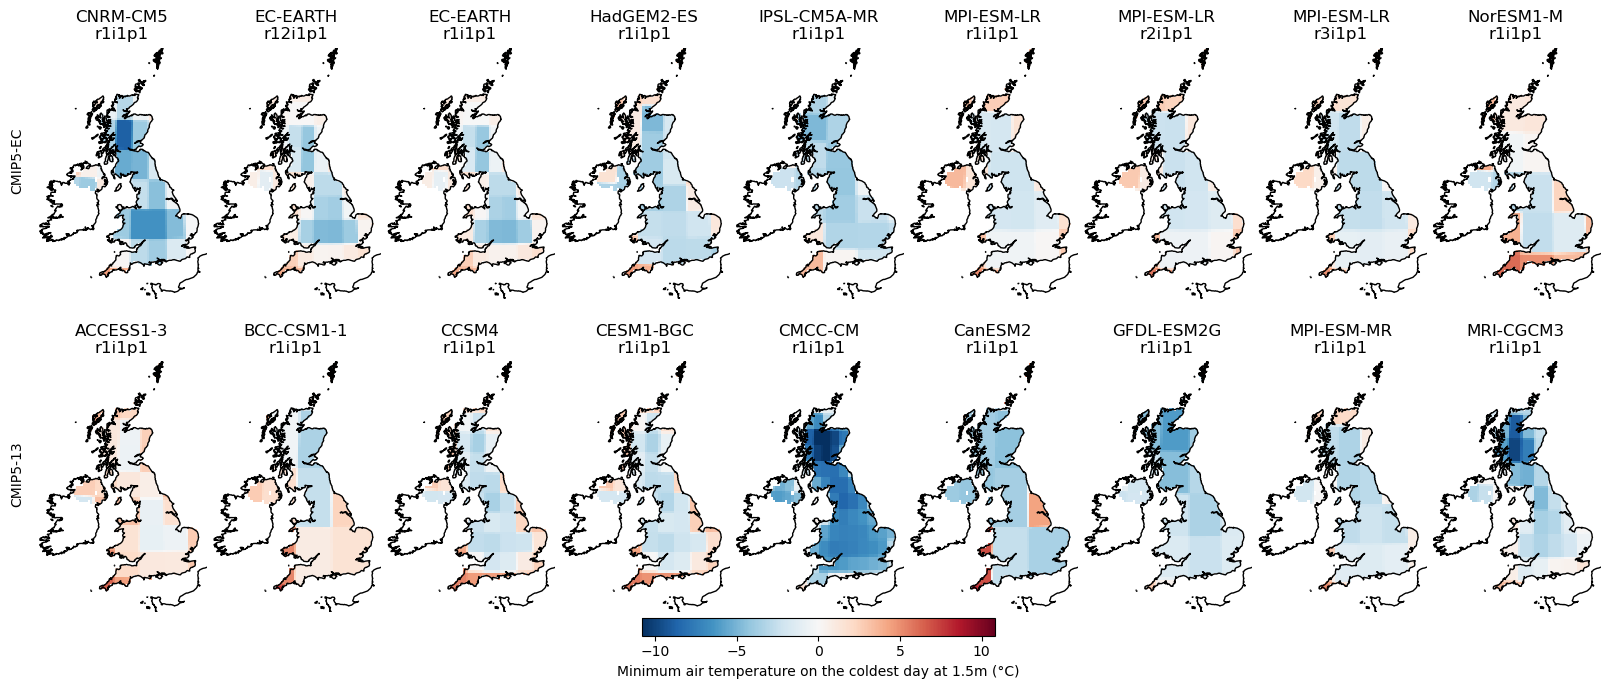 CNRM-CM5 EC-EARTH EC-EARTH HadGEM2-ES IPSL-CM5A-MR MPI-ESM-LR MPI-ESM-LR MPI-ESM-LR NorESM1-M
r1i1p1 r12i1p1 r1i1p1 r1i1p1 r1i1p1 r1i1p1 r2i1p1 r3i1p1 r1i1p1
CMIP5-EC
ACCESS1-3 BCC-CSM1-1 CCSM4 CESM1-BGC CMCC-CM CanESM2 GFDL-ESM2G MPI-ESM-MR MRI-CGCM3
r1i1p1 r1i1p1 r1i1p1 r1i1p1 r1i1p1 r1i1p1 r1i1p1 r1i1p1 r1i1p1
CMIP5-13
−10 −5 0 5 10
Minimum air temperature on the coldest day at 1.5m (°C)